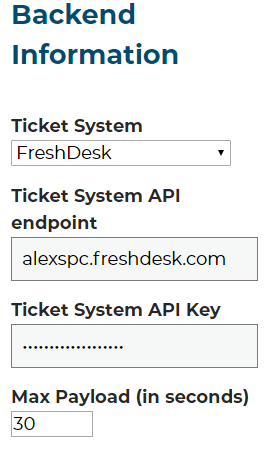 Backend
Information
Ticket System
FreshDesk
Ticket System API
endpoint
alexspc.freshdesk.com
Ticket System API Key
...................
Max Payload (in seconds)
30